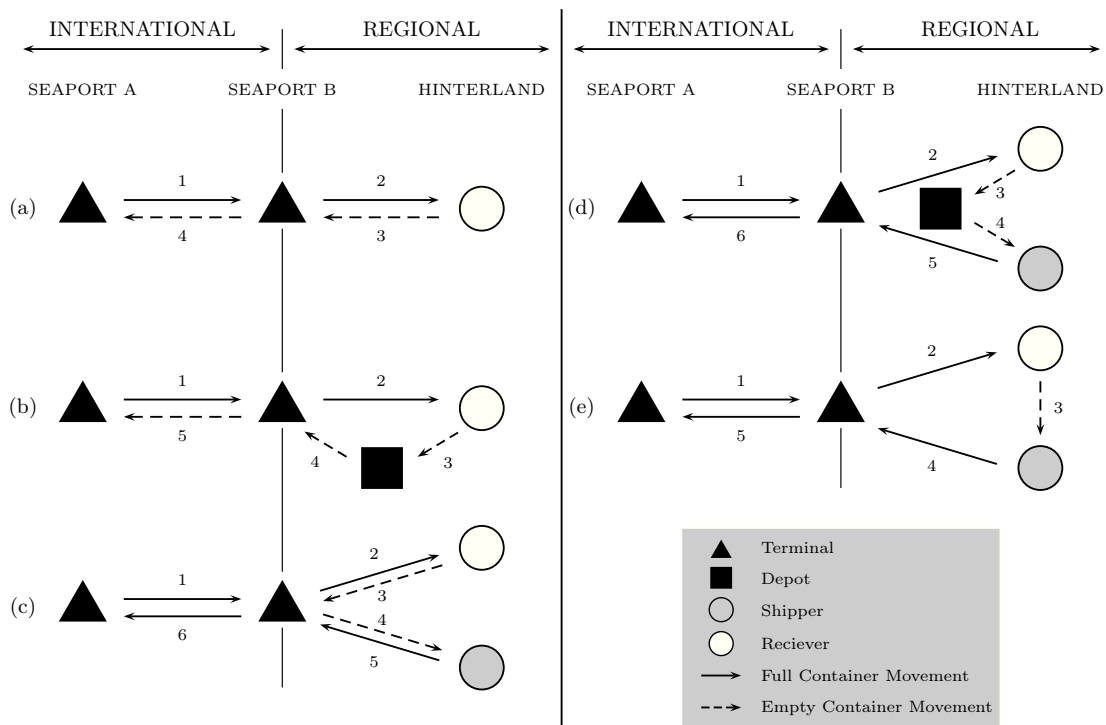 INTERNATIONAL REGIONAL
SEAPORT A SEAPORT B HINTERLAND
(a)
1
2
4
3
(b)
1
2
5
4
3
(c)
1
2
3
4
5
6
INTERNATIONAL REGIONAL
SEAPORT A SEAPORT B HINTERLAND
(d)
1
2
3
4
5
6
(e)
1
2
3
4
5
Terminal
Depot
Shipper
Reciever
Full Container Movement
Empty Container Movement